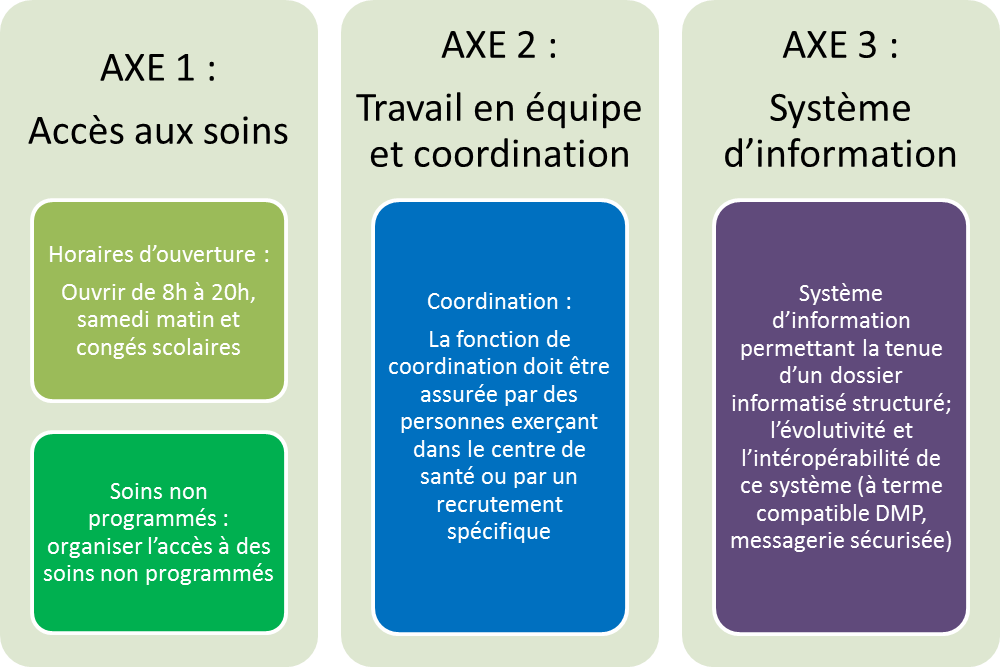 AXE 1 :
Accès aux soins
Horaires d’ouverture :
Ouvrir de 8h à 20h,
samedi matin et
congés scolaires
Soins non
programmés :
organiser l’accès à des
soins non programmés
AXE 2 :
Travail en équipe
et coordination
Coordination :
La fonction de
coordination doit être
assurée par des
personnes exerçant
dans le centre de
santé ou par un
recrutement
spécifique
AXE 3 :
Système
d’information
Système
d’information
permettant la tenue
d’un dossier
informatisé structuré;
l’évolutivité et
l’intéropérabilité de
ce système (à terme
compatible DMP,
messagerie sécurisée)